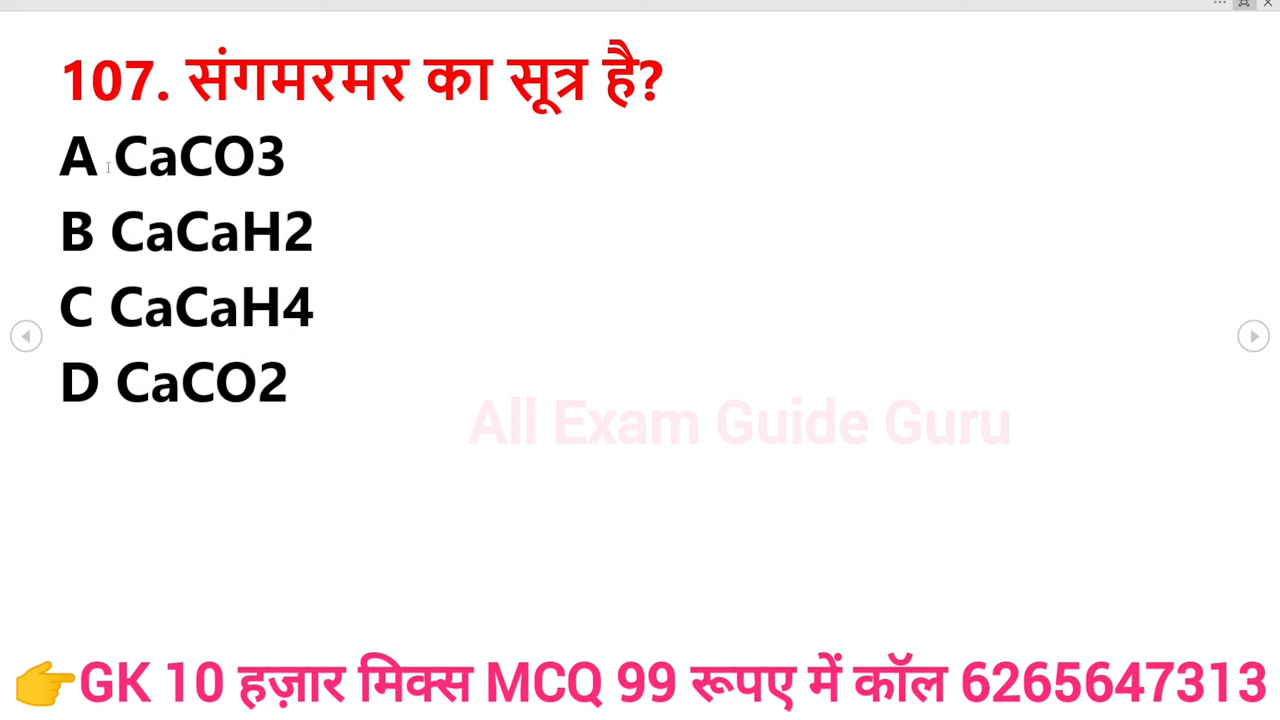 107. संगमरमर का सूत्र है?
A CaCO3
B CaCaH2
C CaCaH4
D CaCO2
All Exam Guide Guru
👉GK 10 हज़ार मिक्स MCQ 99 रूपए में कॉल 6265647313